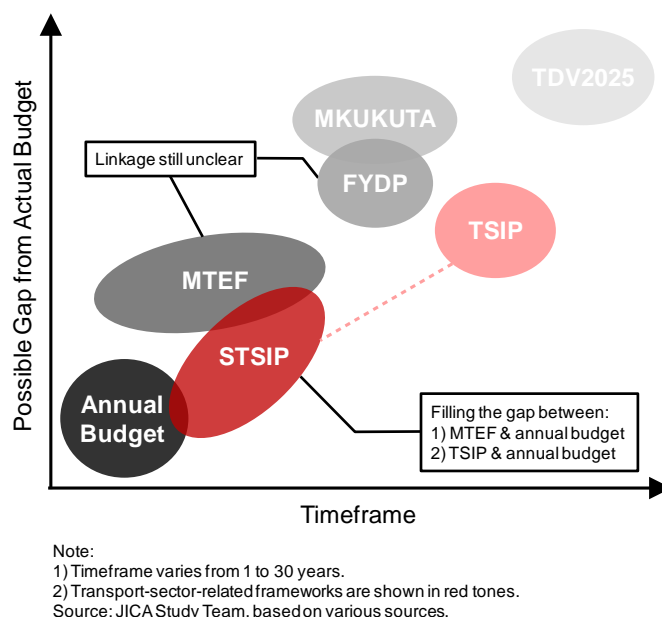 Possible Gap from Actual Budget
TDV2025
MKUKUTA
Linkage still unclear
FYDP
TSIP
MTEF
STSIP
Annual
Budget
Filling the gap between:
1) MTEF & annual budget
2) TSIP & annual budget
Timeframe
Note:
1) Timeframe varies from 1 to 30 years.
2) Transport-sector-related frameworks are shown in red tones.
Source: JICA Study Team, based on various sources.